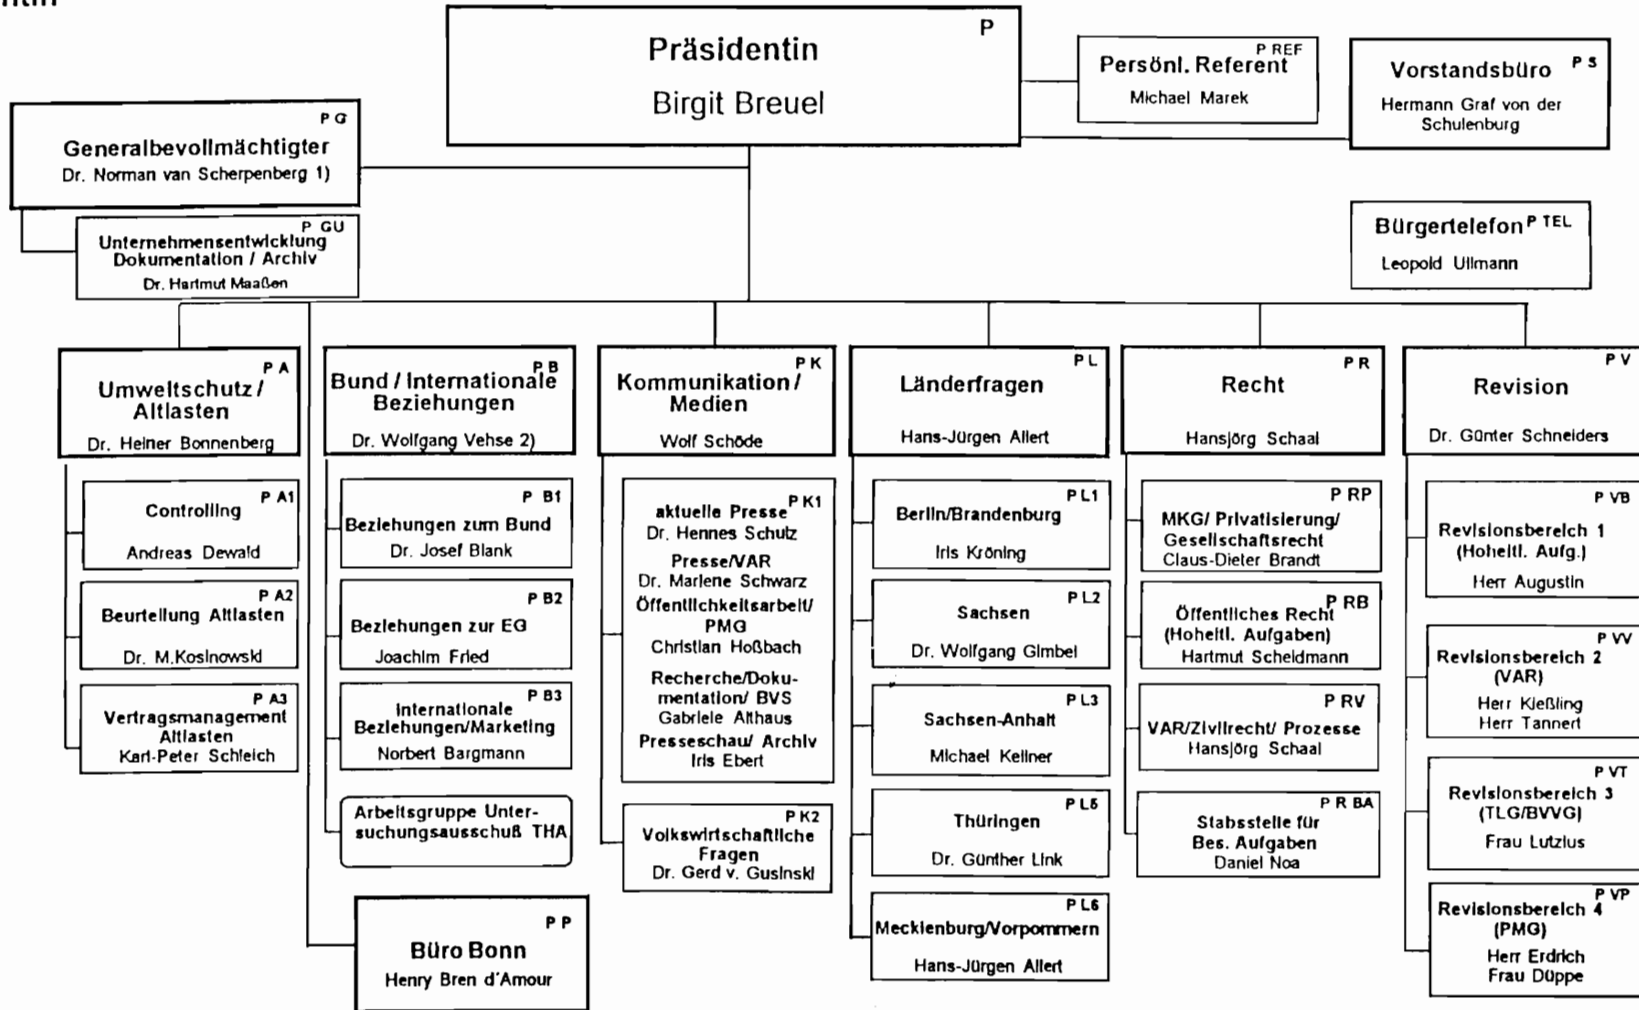 P
Präsidentin
Birgit Breuel
P REF
Persönl. Referent
Michael Marek
P S
Vorstandsbüro
Hermann Graf von der
Schulenburg
P G
Generalbevollmächtigter
Dr. Norman van Scherpenberg 1)
P GU
Unternehmensentwicklung
Dokumentation / Archiv
Dr. Hartmut Maaßen
Bürgertelefon P TEL
Leopold Ullmann
P A
Umweltschutz /
Altlasten
Dr. Heiner Bonnenberg
P A1
Controlling
Andreas Dewald
P A2
Beurteilung Altlasten
Dr. M.Kosinowski
P A3
Vertragsmanagement
Altlasten
Karl-Peter Schleich
P B
Bund / Internationale
Beziehungen
Dr. Wolfgang Vehse 2)
P B1
Beziehungen zum Bund
Dr. Josef Blank
P B2
Beziehungen zur EG
Joachim Fried
P B3
Internationale
Beziehungen/Marketing
Norbert Bargmann
Arbeitsgruppe Unter-
suchungsausschuß THA
P P
Büro Bonn
Henry Bren d'Amour
P K
Kommunikation /
Medien
Wolf Schöde
P K1
aktuelle Presse
Dr. Hennes Schulz
Presse/VAR
Dr. Marlene Schwarz
Öffentlichkeitsarbeit/
PMG
Christian Hoßbach
Recherche/Doku-
mentation/ BVS
Gabriele Althaus
Presseschau/ Archiv
Iris Ebert
P K2
Volkswirtschaftliche
Fragen
Dr. Gerd v. Gusinski
P L
Länderfragen
Hans-Jürgen Allert
P L1
Berlin/Brandenburg
Iris Kröning
P L2
Sachsen
Dr. Wolfgang Gimbel
P L3
Sachsen-Anhalt
Michael Kellner
P L5
Thüringen
Dr. Günther Link
P L6
Mecklenburg/Vorpommern
Hans-Jürgen Allert
P R
Recht
Hansjörg Schaal
P RP
MKG/ Privatisierung/
Gesellschaftsrecht
Claus-Dieter Brandt
P RB
Öffentliches Recht
(Hoheitl. Aufgaben)
Hartmut Scheidmann
P RV
VAR/Zivilrecht/ Prozesse
Hansjörg Schaal
P R BA
Stabsstelle für
Bes. Aufgaben
Daniel Noa
P V
Revision
Dr. Günter Schneiders
P VB
Revisionsbereich 1
(Hoheitl. Aufg.)
Herr Augustin
P VV
Revisionsbereich 2
(VAR)
Herr Kießling
Herr Tannert
P VT
Revisionsbereich 3
(TLG/BVVG)
Frau Lutzius
P VP
Revisionsbereich 4
(PMG)
Herr Erdrich
Frau Düppe